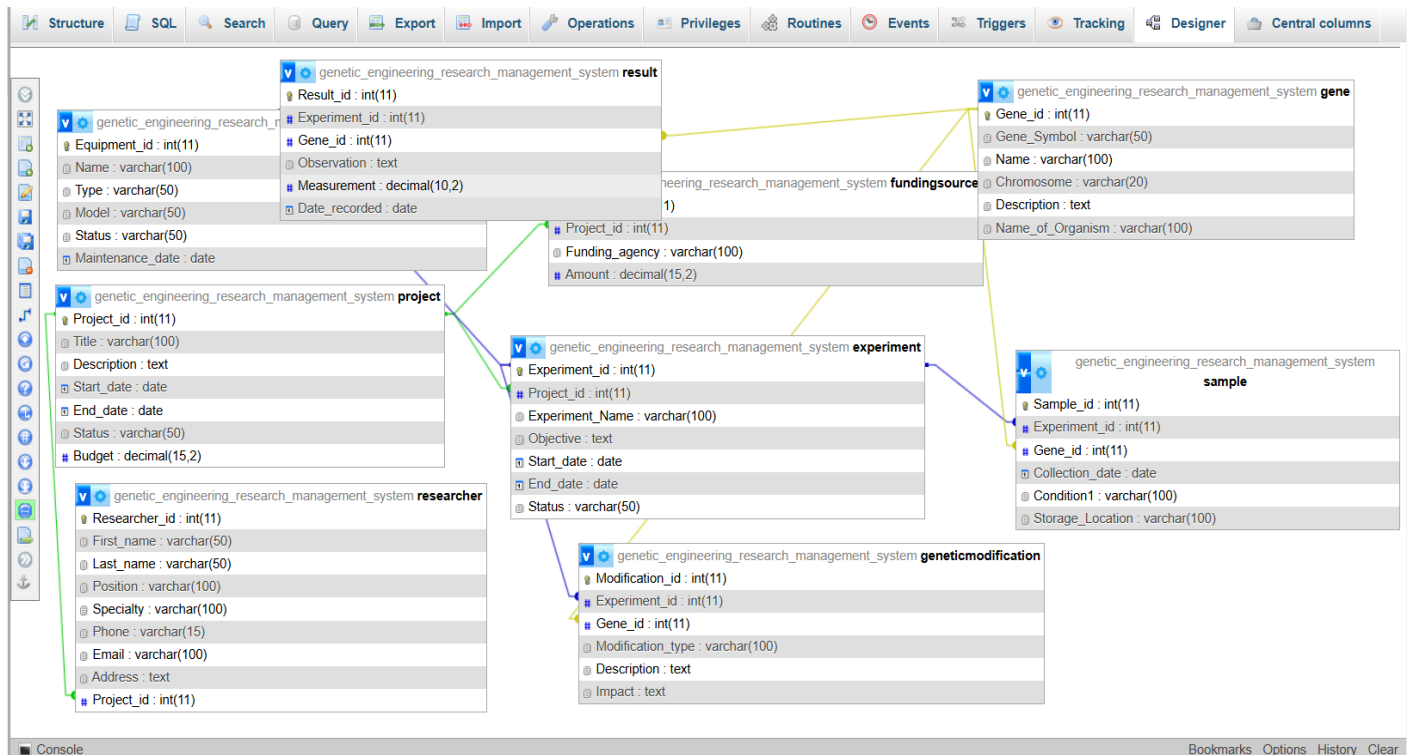 Structure SQL Search Query Export Import Operations Privileges Routines Events Triggers Tracking Designer Central columns
genetic_engineering_research_management_system result
Result_id : int(11)
Experiment_id : int(11)
Gene_id : int(11)
Observation : text
Measurement : decimal(10,2)
Date_recorded : date
genetic_engineering_research_management_system gene
Gene_id : int(11)
Gene_Symbol : varchar(50)
Name : varchar(100)
Chromosome : varchar(20)
Description : text
Name_of_Organism : varchar(100)
genetic_engineering_research_
Equipment_id : int(11)
Name : varchar(100)
Type : varchar(50)
Model : varchar(50)
Status : varchar(50)
Maintenance_date : date
neering_research_management_system fundingsource
1)
Project_id : int(11)
Funding_agency : varchar(100)
Amount : decimal(15,2)
genetic_engineering_research_management_system project
Project_id : int(11)
Title : varchar(100)
Description : text
Start_date : date
End_date : date
Status : varchar(50)
Budget : decimal(15,2)
genetic_engineering_research_management_system experiment
Experiment_id : int(11)
Project_id : int(11)
Experiment_Name : varchar(100)
Objective : text
Start_date : date
End_date : date
Status : varchar(50)
genetic_engineering_research_management_system
sample
Sample_id : int(11)
Experiment_id : int(11)
Gene_id : int(11)
Collection_date : date
Condition1 : varchar(100)
Storage_Location : varchar(100)
genetic_engineering_research_management_system researcher
Researcher_id : int(11)
First_name : varchar(50)
Last_name : varchar(50)
Position : varchar(100)
Specialty : varchar(100)
Phone : varchar(15)
Email : varchar(100)
Address : text
Project_id : int(11)
genetic_engineering_research_management_system geneticmodification
Modification_id : int(11)
Experiment_id : int(11)
Gene_id : int(11)
Modification_type : varchar(100)
Description : text
Impact : text
Console Bookmarks Options History Clear